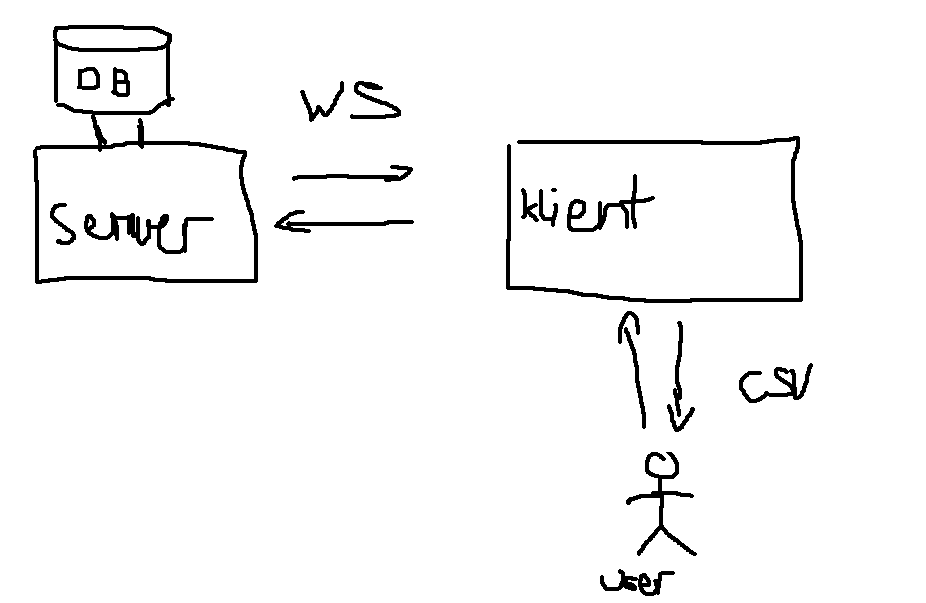 DB
WS
Server
klient
CSV
user